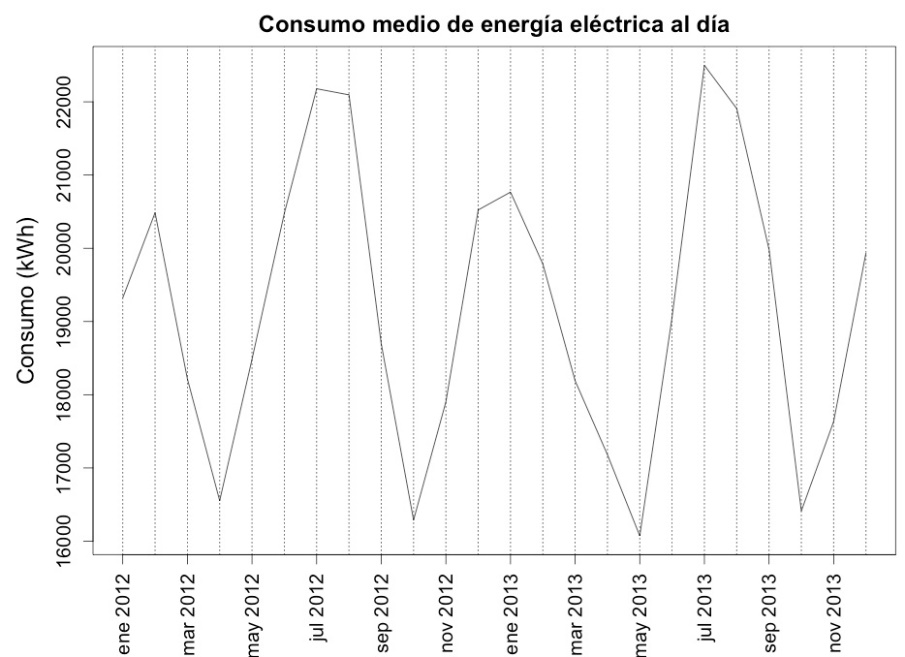 Consumo medio de energía eléctrica al día
Consumo (kWh)
22000
21000
20000
19000
18000
17000
16000
ene 2012
mar 2012
may 2012
jul 2012
sep 2012
nov 2012
ene 2013
mar 2013
may 2013
jul 2013
sep 2013
nov 2013